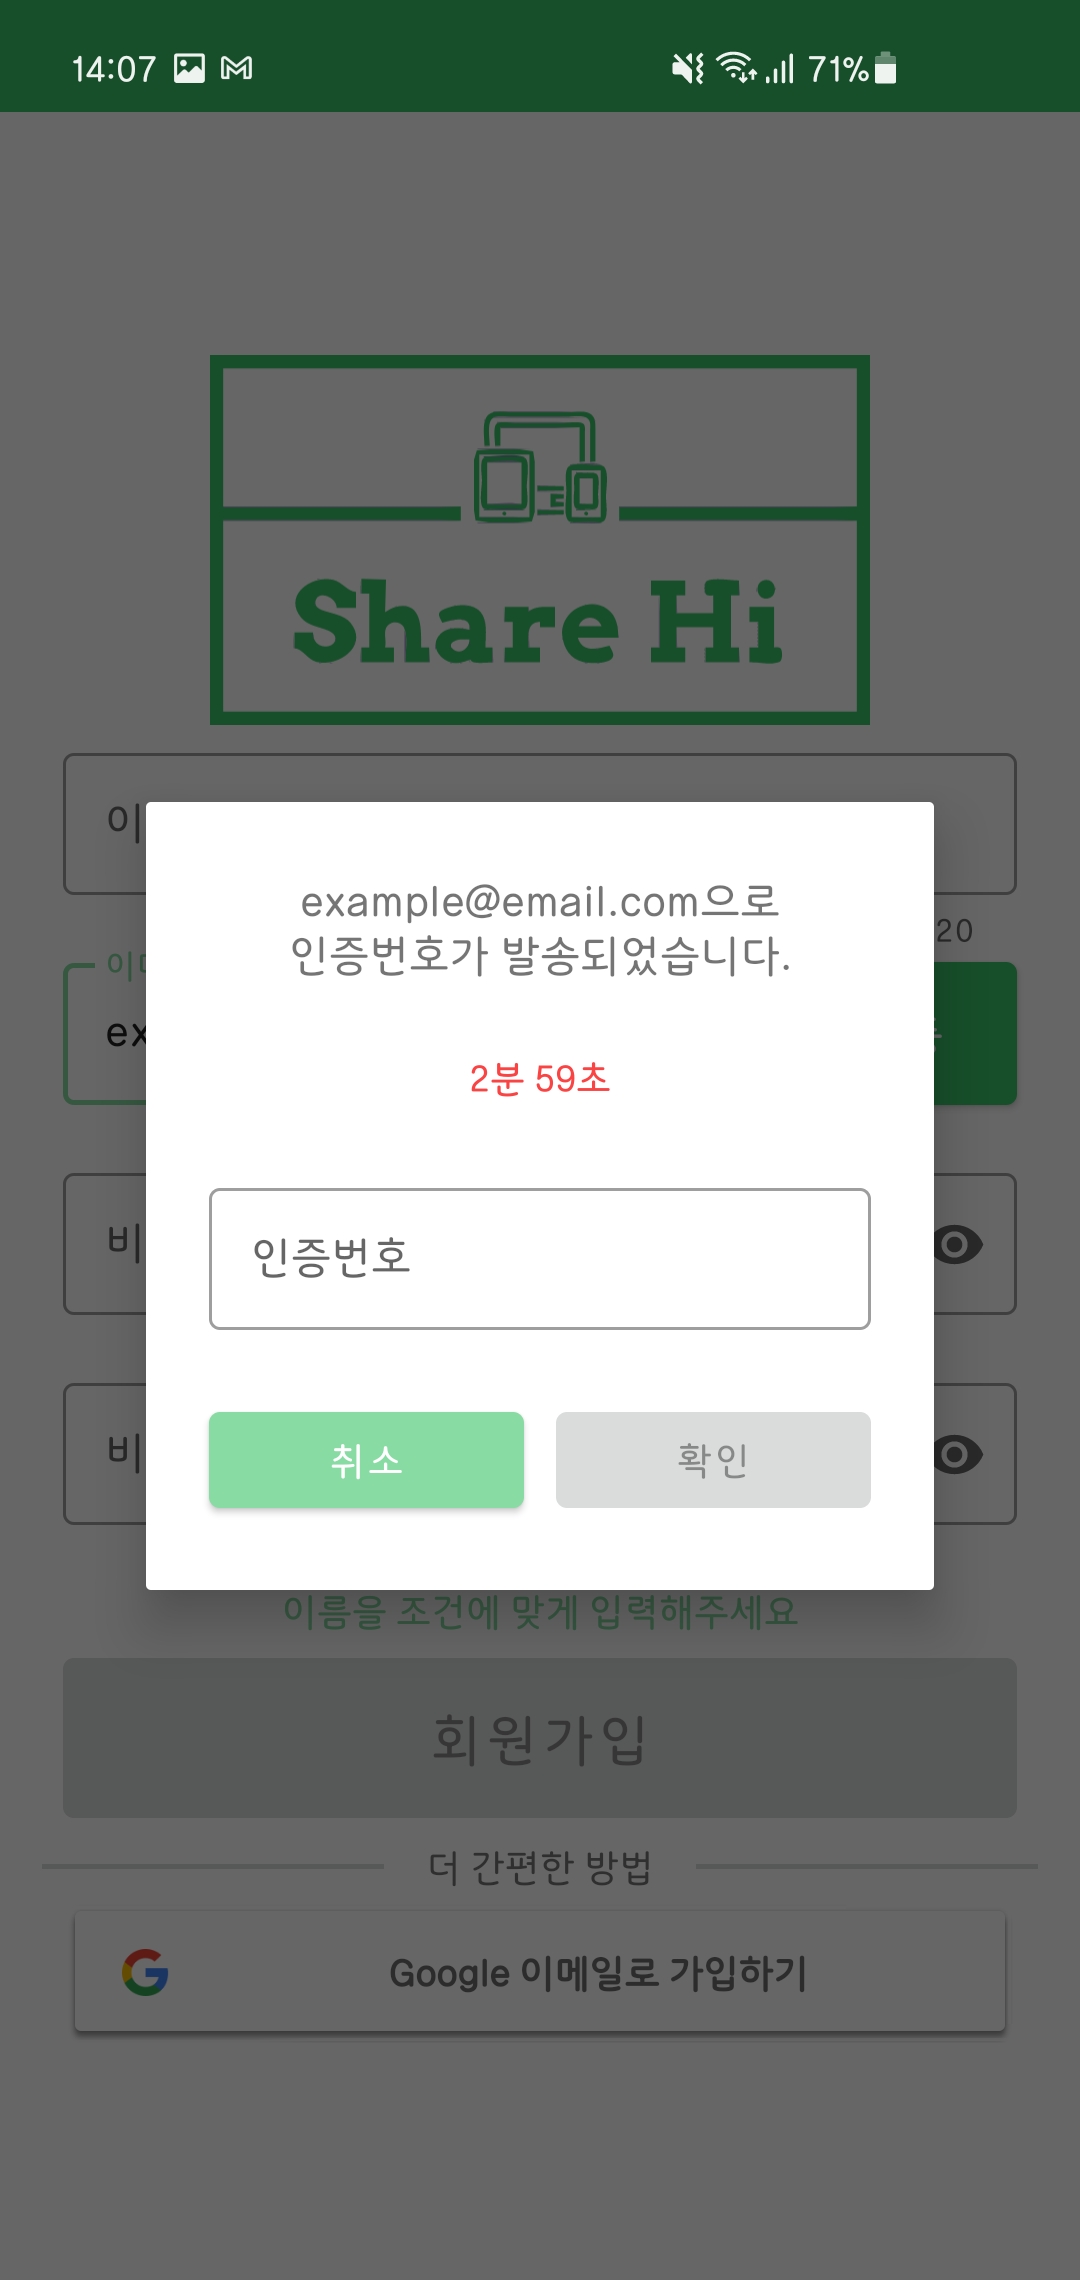 14:07
71%
Share Hi
이
example@email.com으로
인증번호가 발송되었습니다.
20
ex
2분 59초
비
인증번호
비
취소
확인
이름을 조건에 맞게 입력해주세요
회원가입
더 간편한 방법
Google 이메일로 가입하기